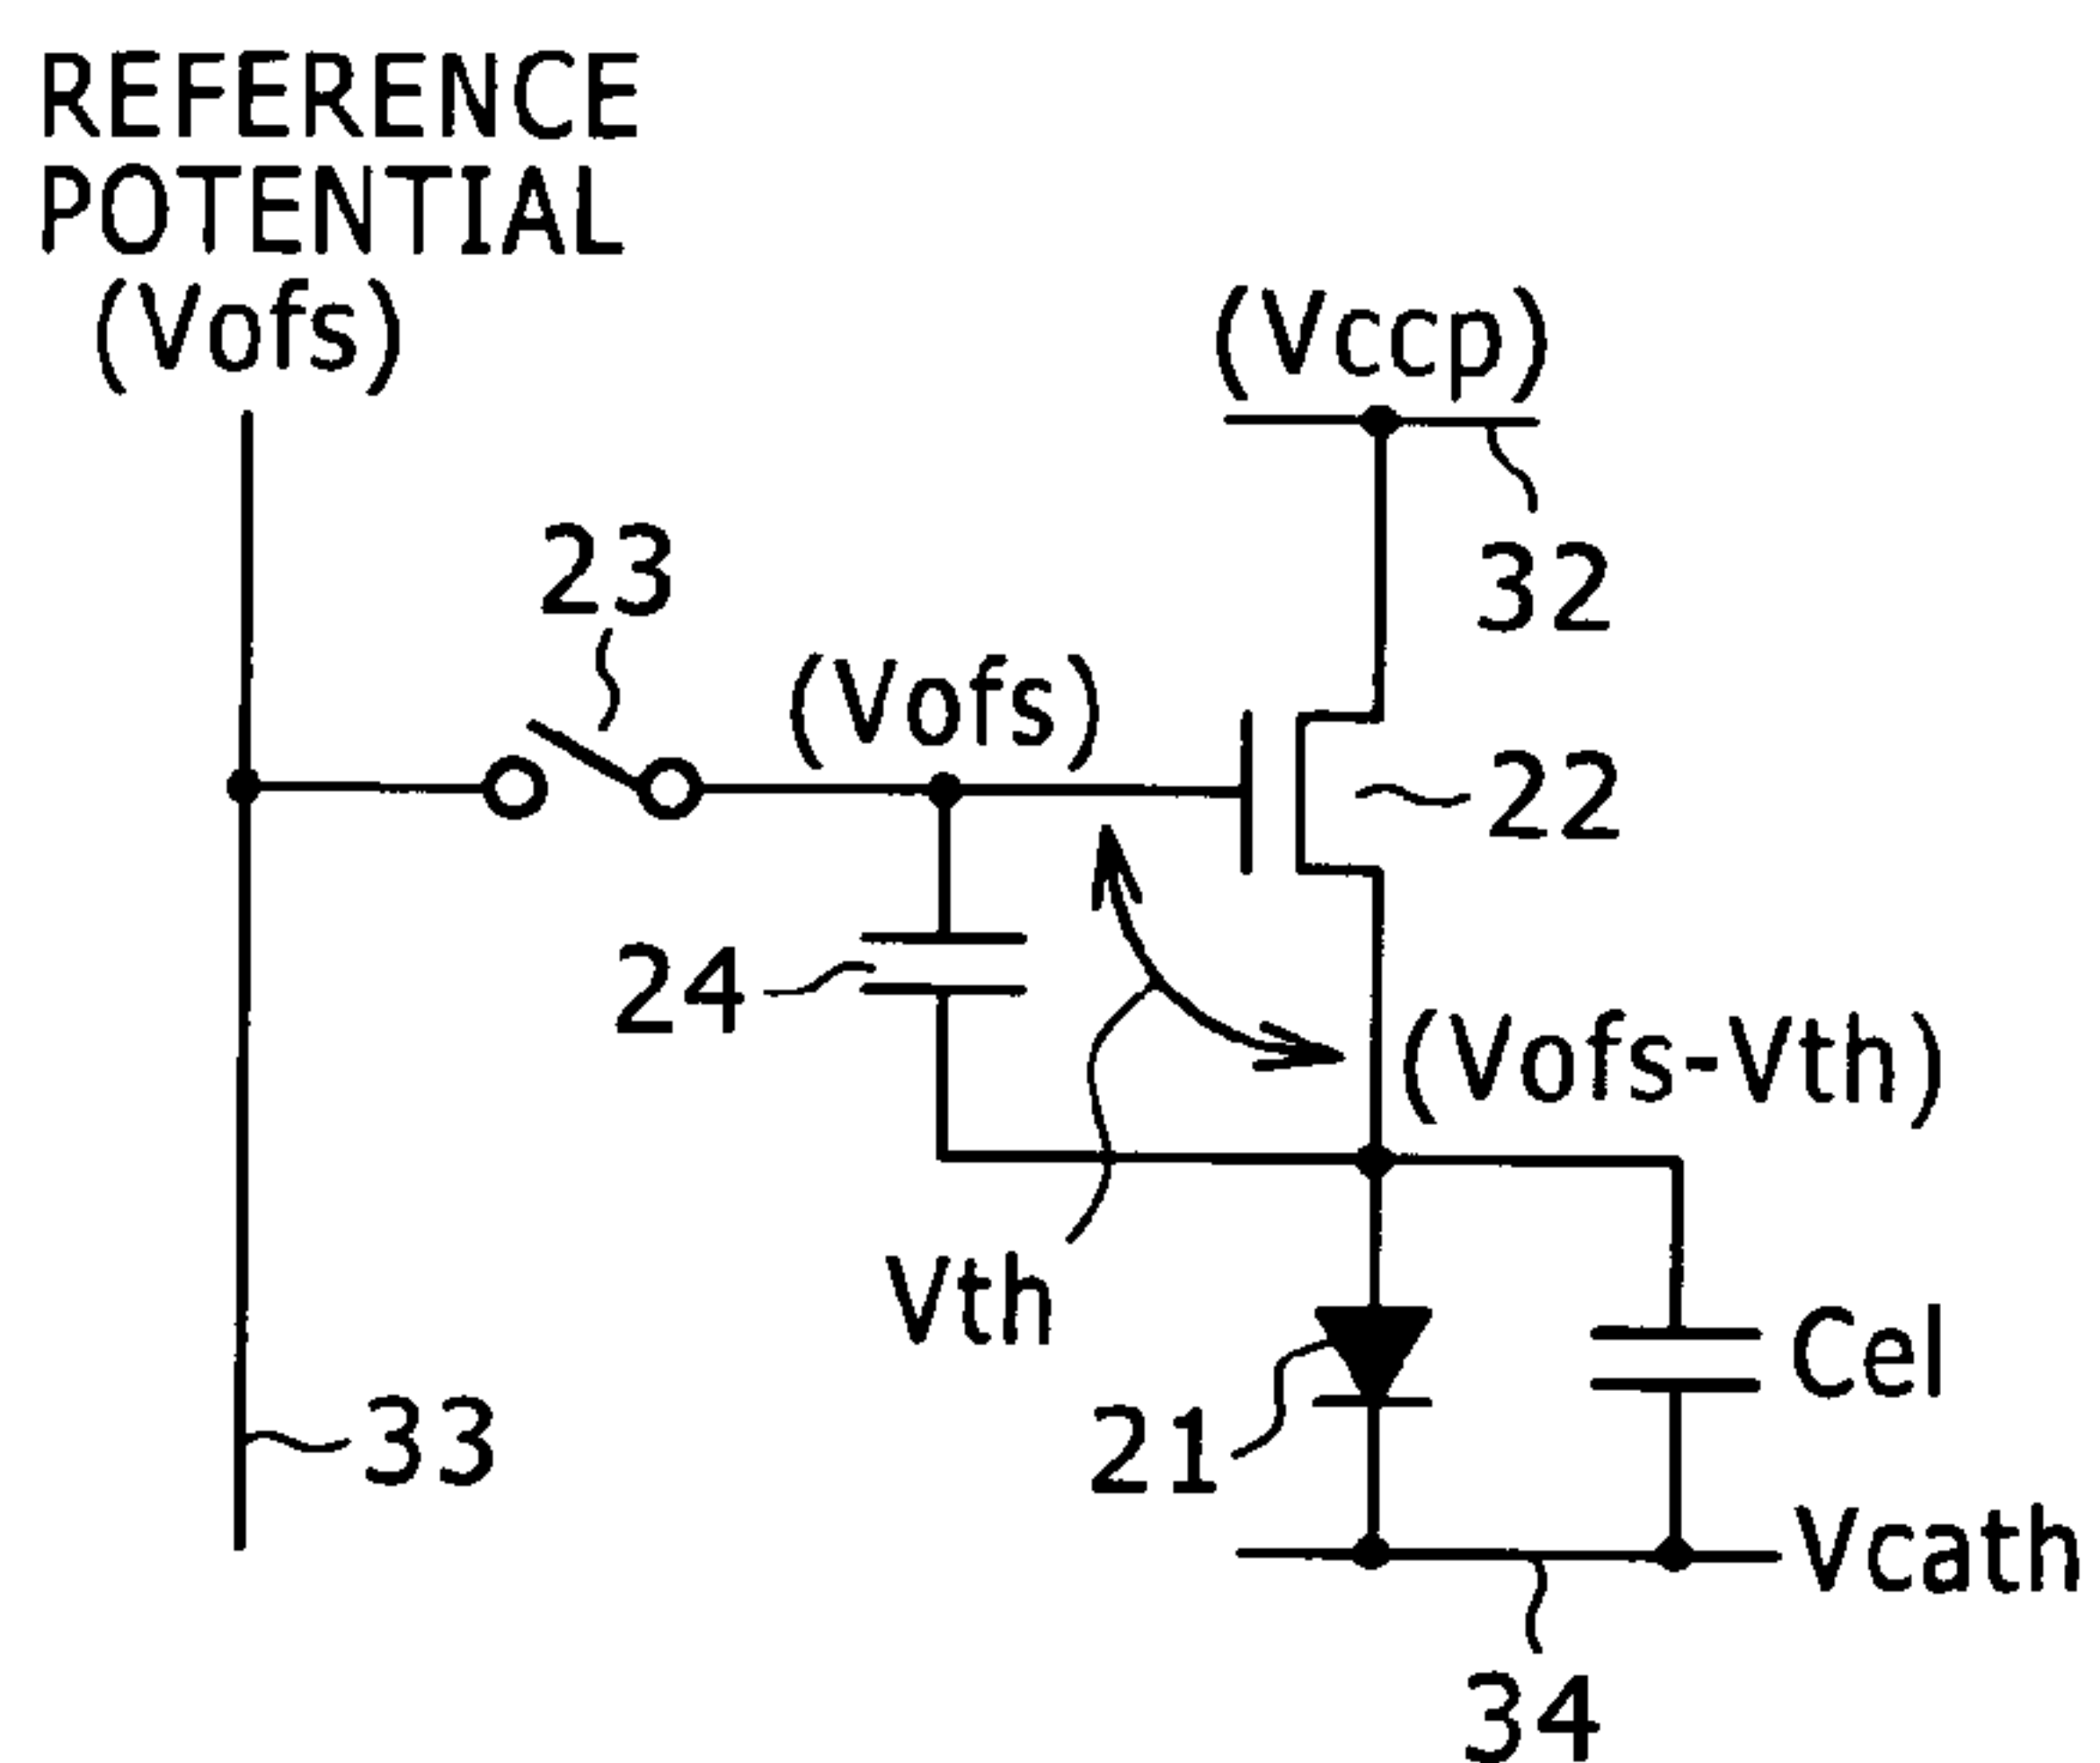 REFERENCE
POTENTIAL
(Vofs)
(Vccp)
32
23
(Vofs)
22
24
(Vofs-Vth)
Vth
Cel
21
33
Vcath
34